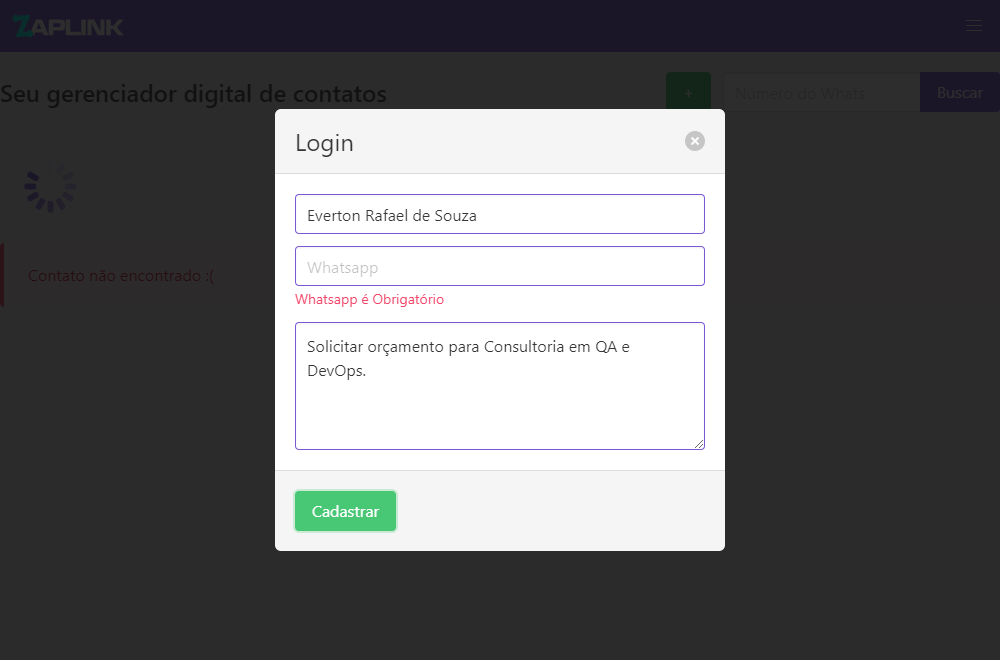 ZAPLINK
Seu gerenciador digital de contatos
+
Número do Whats
Buscar
Contato não encontrado :(
Login
Everton Rafael de Souza
Whatsapp
Whatsapp é Obrigatório
Solicitar orçamento para Consultoria em QA e
DevOps.
Cadastrar